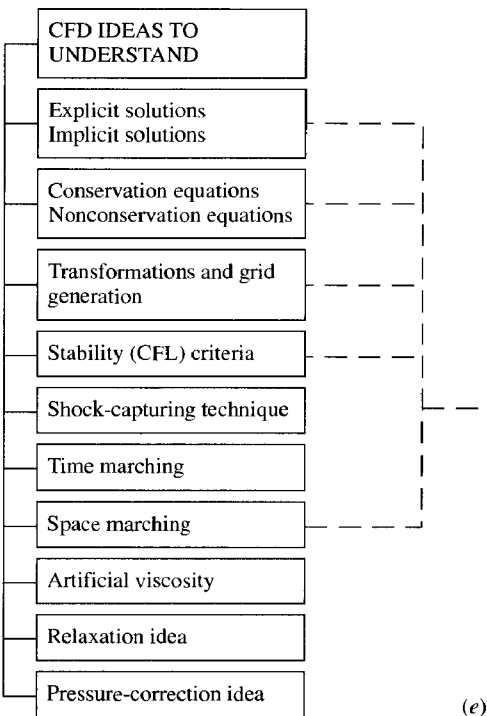 CFD IDEAS TO
UNDERSTAND
Explicit solutions
Implicit solutions
Conservation equations
Nonconservation equations
Transformations and grid
generation
Stability (CFL) criteria
Shock-capturing technique
Time marching
Space marching
Artificial viscosity
Relaxation idea
Pressure-correction idea
(e)